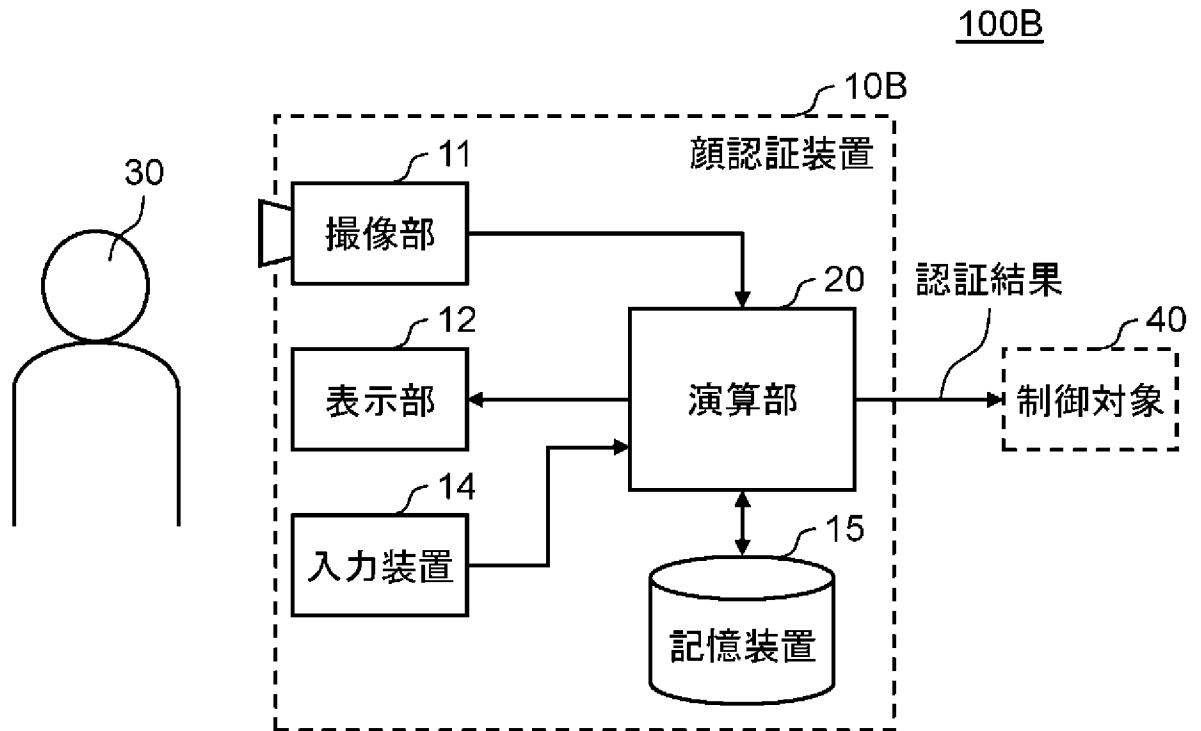 100B
10B
顔認証装置
30
11
撮像部
20
認証結果
12
40
表示部
演算部
制御対象
14
15
入力装置
記憶装置